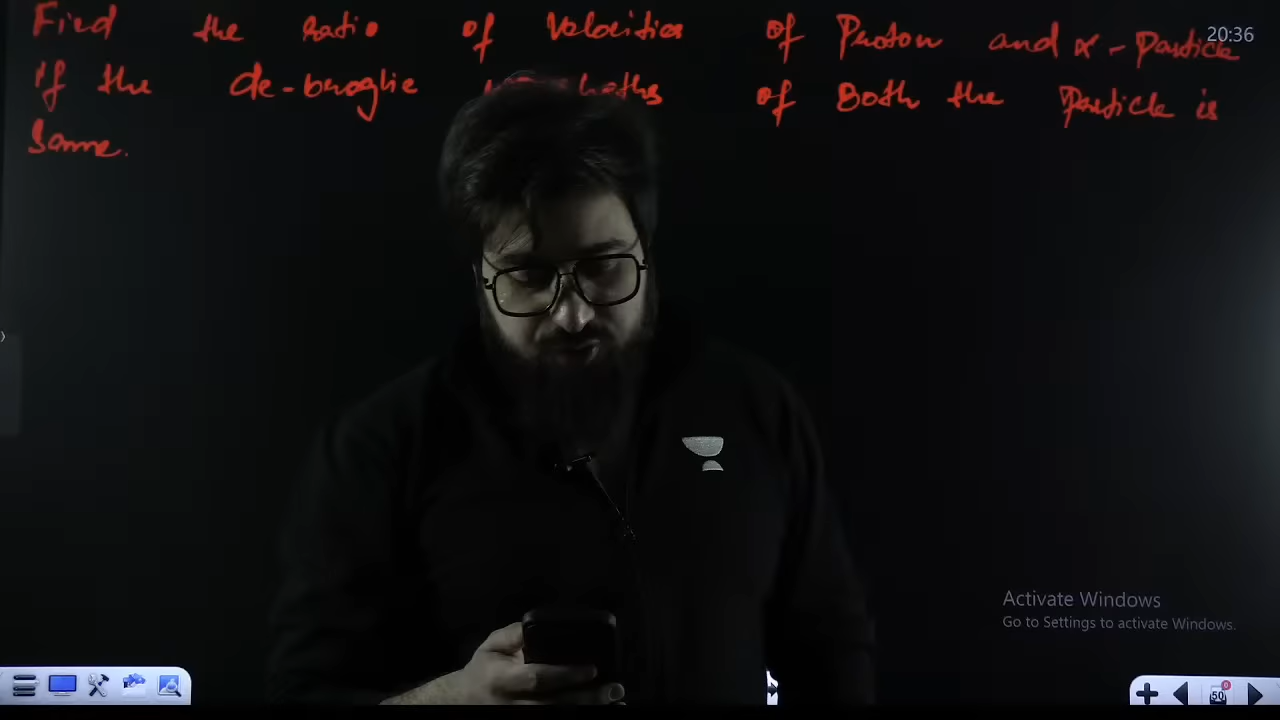 Find the ratio of Velocities of Proton and α - Particle
If the de-broglie of Both the Particle is
Same.
20:36
Activate Windows
Go to Settings to activate Windows.
50